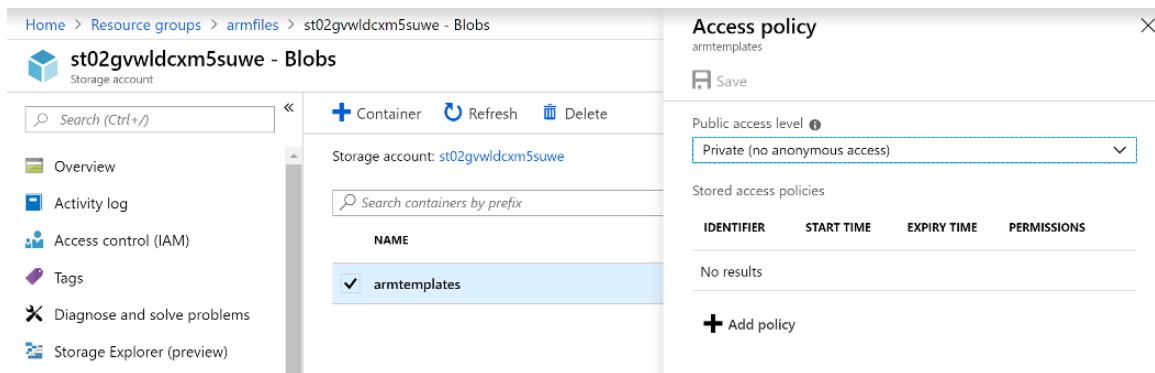 Home > Resource groups > armfiles > st02gvwldcxm5suwe - Blobs
st02gvwldcxm5suwe - Blobs
Storage account
Search (Ctrl+/)
Overview
Activity log
Access control (IAM)
Tags
Diagnose and solve problems
Storage Explorer (preview)
Container Refresh Delete
Storage account: st02gvwldcxm5suwe
Search containers by prefix
NAME
armtemplates
Access policy
armtemplates
Save
Public access level
Private (no anonymous access)
Stored access policies
IDENTIFIER START TIME EXPIRY TIME PERMISSIONS
No results
Add policy